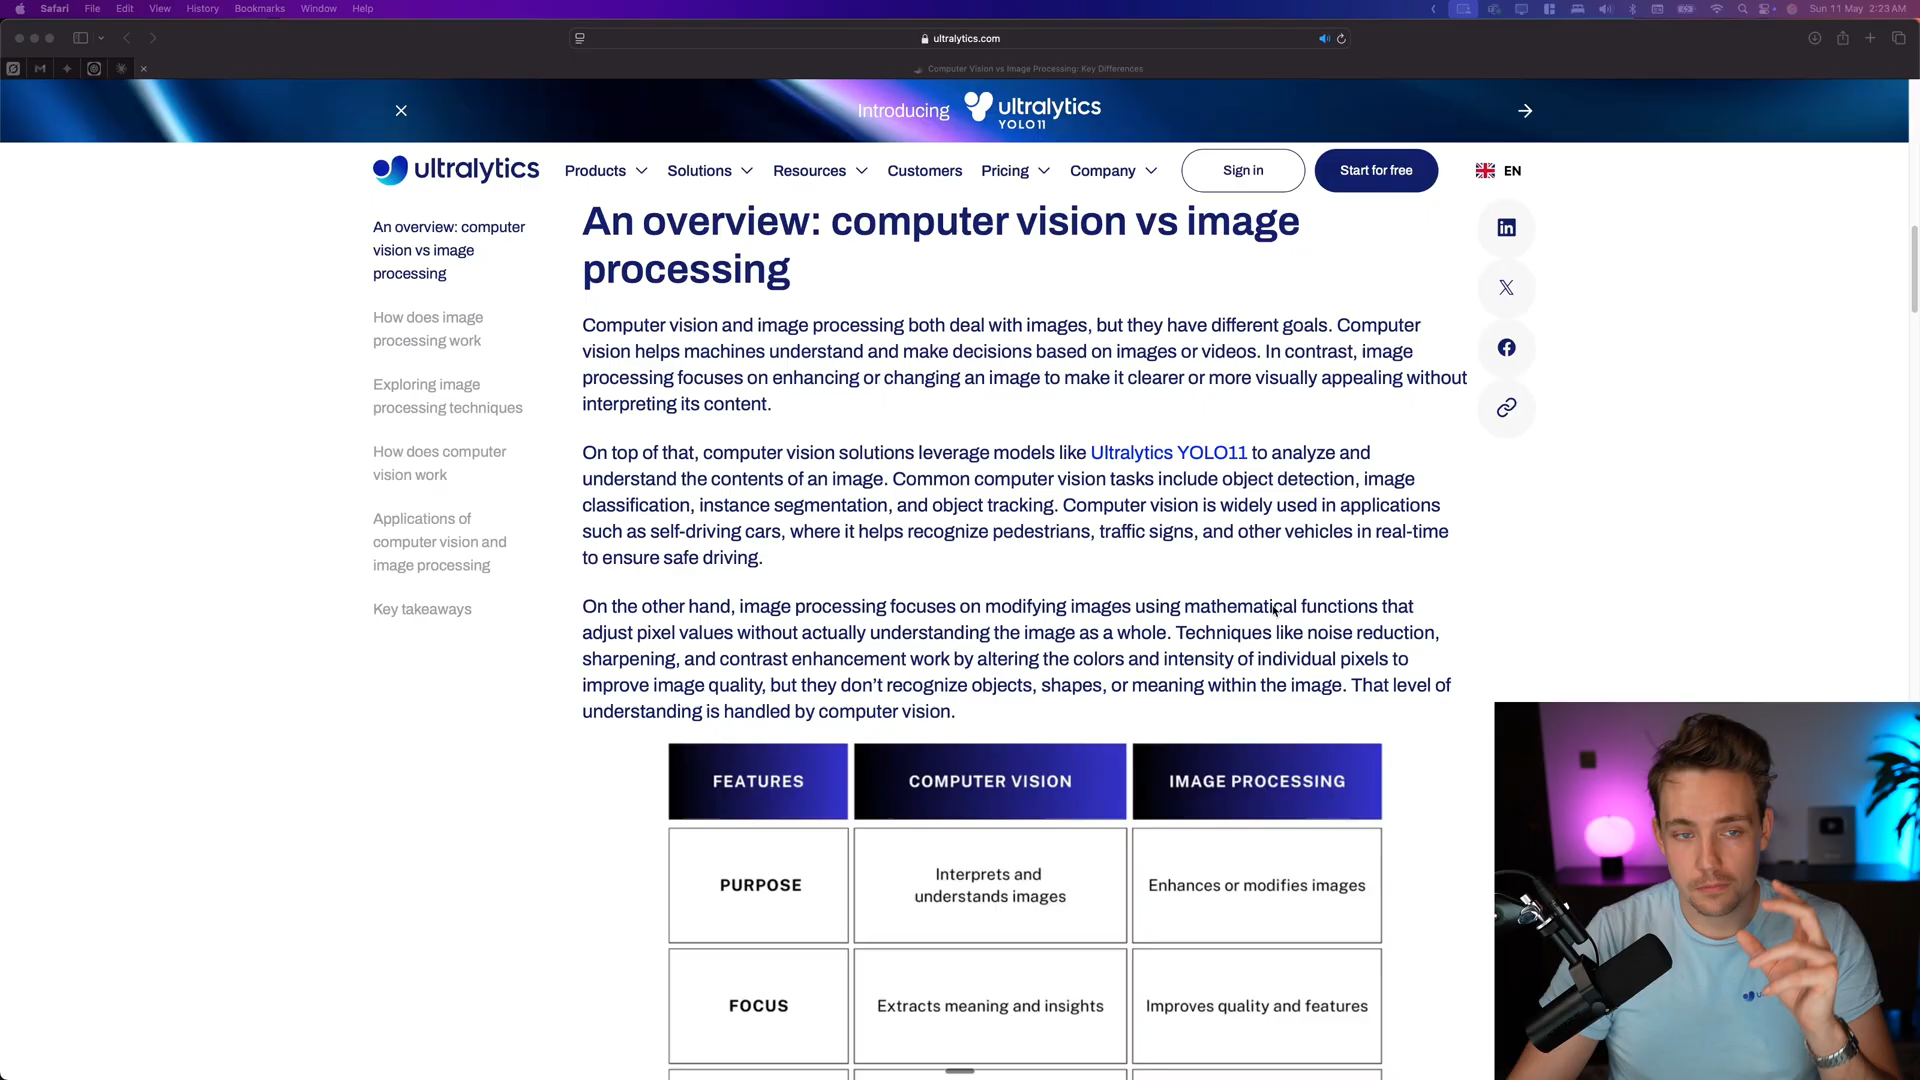 Safari File Edit View History Bookmarks Window Help Sun 11 May 2:23 AM
ultralytics.com
Computer Vision vs Image Processing: Key Differences
Introducing ultralytics
YOLO11
ultralytics Products Solutions Resources Customers Pricing Company Sign in Start for free EN
An overview: computer
vision vs image
processing
How does image
processing work
Exploring image
processing techniques
How does computer
vision work
Applications of
computer vision and
image processing
Key takeaways
An overview: computer vision vs image
processing
Computer vision and image processing both deal with images, but they have different goals. Computer
vision helps machines understand and make decisions based on images or videos. In contrast, image
processing focuses on enhancing or changing an image to make it clearer or more visually appealing without
interpreting its content.
On top of that, computer vision solutions leverage models like Ultralytics YOLO11 to analyze and
understand the contents of an image. Common computer vision tasks include object detection, image
classification, instance segmentation, and object tracking. Computer vision is widely used in applications
such as self-driving cars, where it helps recognize pedestrians, traffic signs, and other vehicles in real-time
to ensure safe driving.
On the other hand, image processing focuses on modifying images using mathematical functions that
adjust pixel values without actually understanding the image as a whole. Techniques like noise reduction,
sharpening, and contrast enhancement work by altering the colors and intensity of individual pixels to
improve image quality, but they don’t recognize objects, shapes, or meaning within the image. That level of
understanding is handled by computer vision.
FEATURES COMPUTER VISION IMAGE PROCESSING
PURPOSE Interprets and
understands images Enhances or modifies images
FOCUS Extracts meaning and insights Improves quality and features